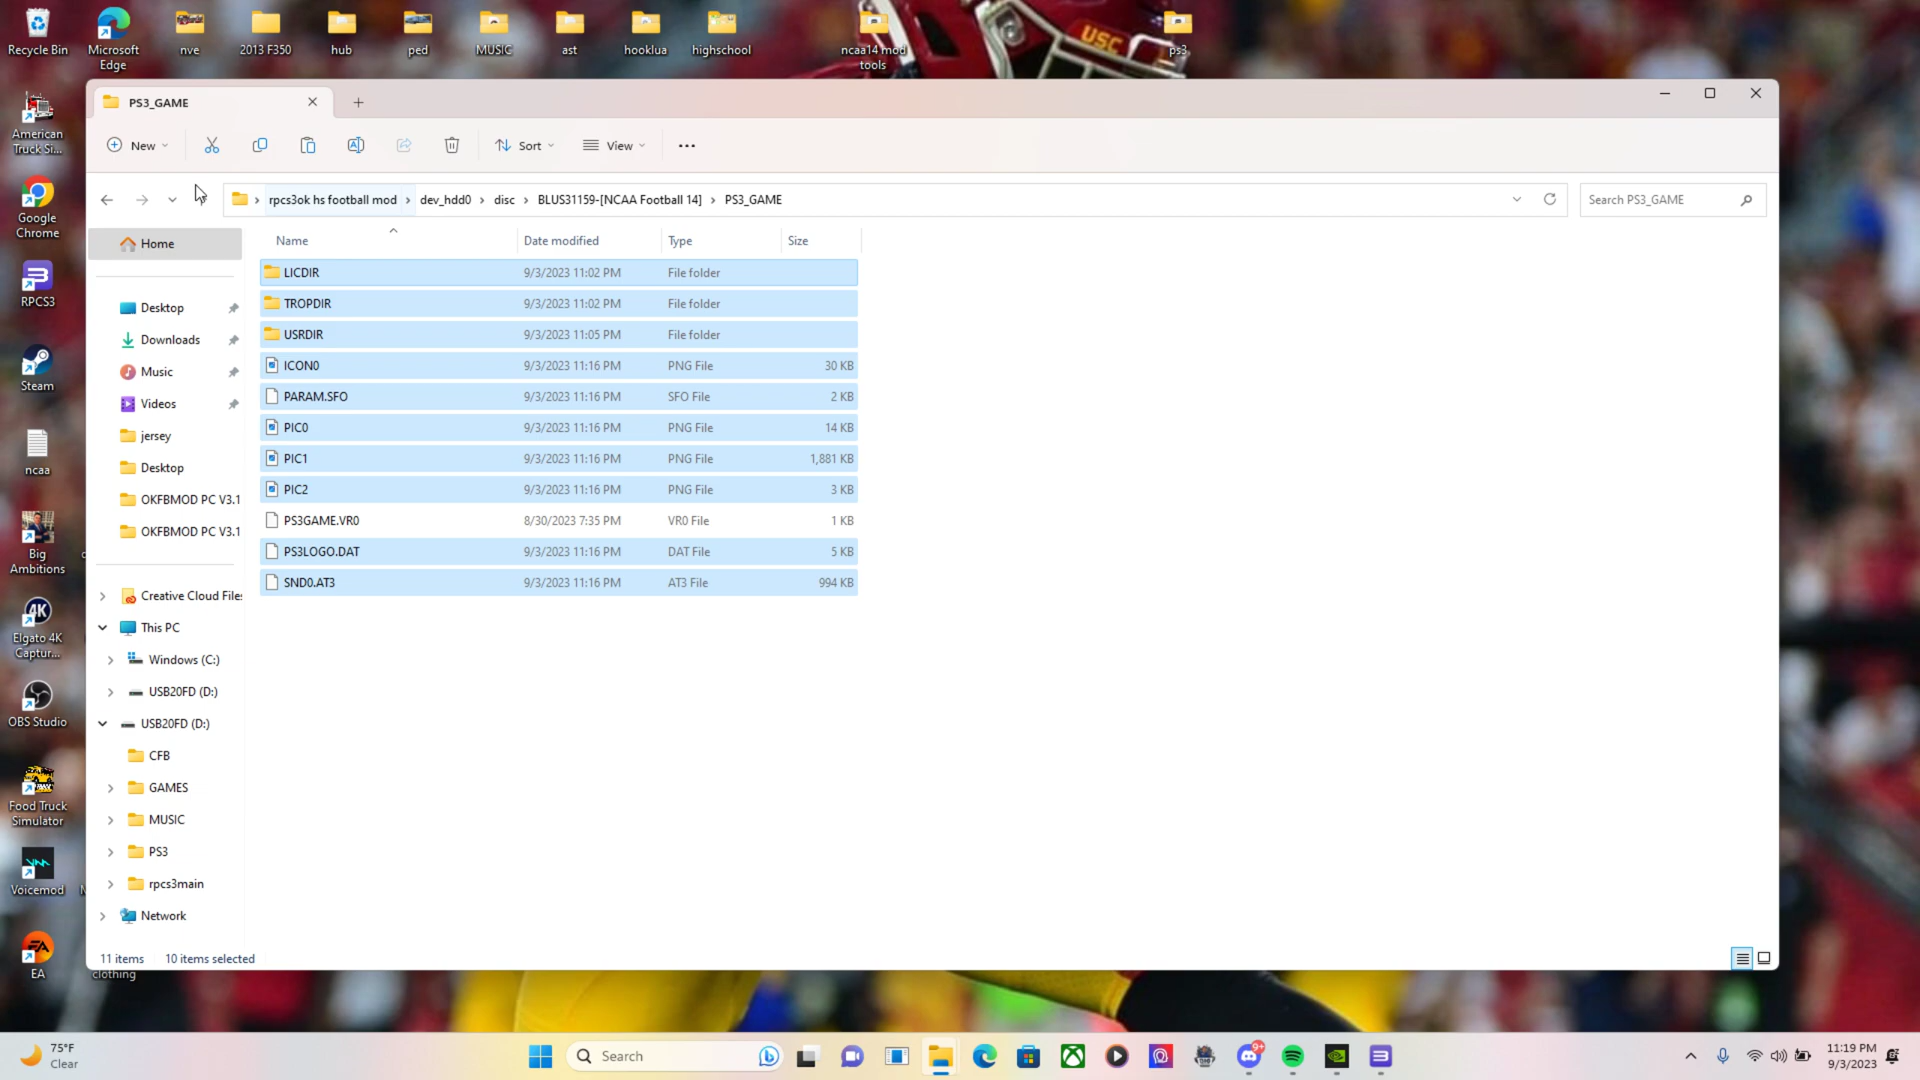 Recycle Bin
Microsoft
Edge
nve
2013 F350
hub
ped
MUSIC
ast
hooklua
highschool
ncaa14 mod
tools
ps3
USC
American
Truck Si...
Google
Chrome
RPCS3
Steam
ncaa
Big
Ambitions
Elgato 4K
Captur...
OBS Studio
Food Truck
Simulator
Voicemod
EA
clothing
PS3_GAME
New
Sort
View
rpcs3ok hs football mod
dev_hdd0
disc
BLUS31159-[NCAA Football 14]
PS3_GAME
Search PS3_GAME
Home
Desktop
Downloads
Music
Videos
jersey
Desktop
OKFBMOD PC V3.1
OKFBMOD PC V3.1
Creative Cloud Files
This PC
Windows (C:)
USB20FD (D:)
USB20FD (D:)
CFB
GAMES
MUSIC
PS3
rpcs3main
Network
Name Date modified Type Size
LICDIR 9/3/2023 11:02 PM File folder
TROPDIR 9/3/2023 11:02 PM File folder
USRDIR 9/3/2023 11:05 PM File folder
ICON0 9/3/2023 11:16 PM PNG File 30 KB
PARAM.SFO 9/3/2023 11:16 PM SFO File 2 KB
PIC0 9/3/2023 11:16 PM PNG File 14 KB
PIC1 9/3/2023 11:16 PM PNG File 1,881 KB
PIC2 9/3/2023 11:16 PM PNG File 3 KB
PS3GAME.VR0 8/30/2023 7:35 PM VR0 File 1 KB
PS3LOGO.DAT 9/3/2023 11:16 PM DAT File 5 KB
SND0.AT3 9/3/2023 11:16 PM AT3 File 994 KB
11 items 10 items selected
75°F
Clear
Search
9+
11:19 PM
9/3/2023